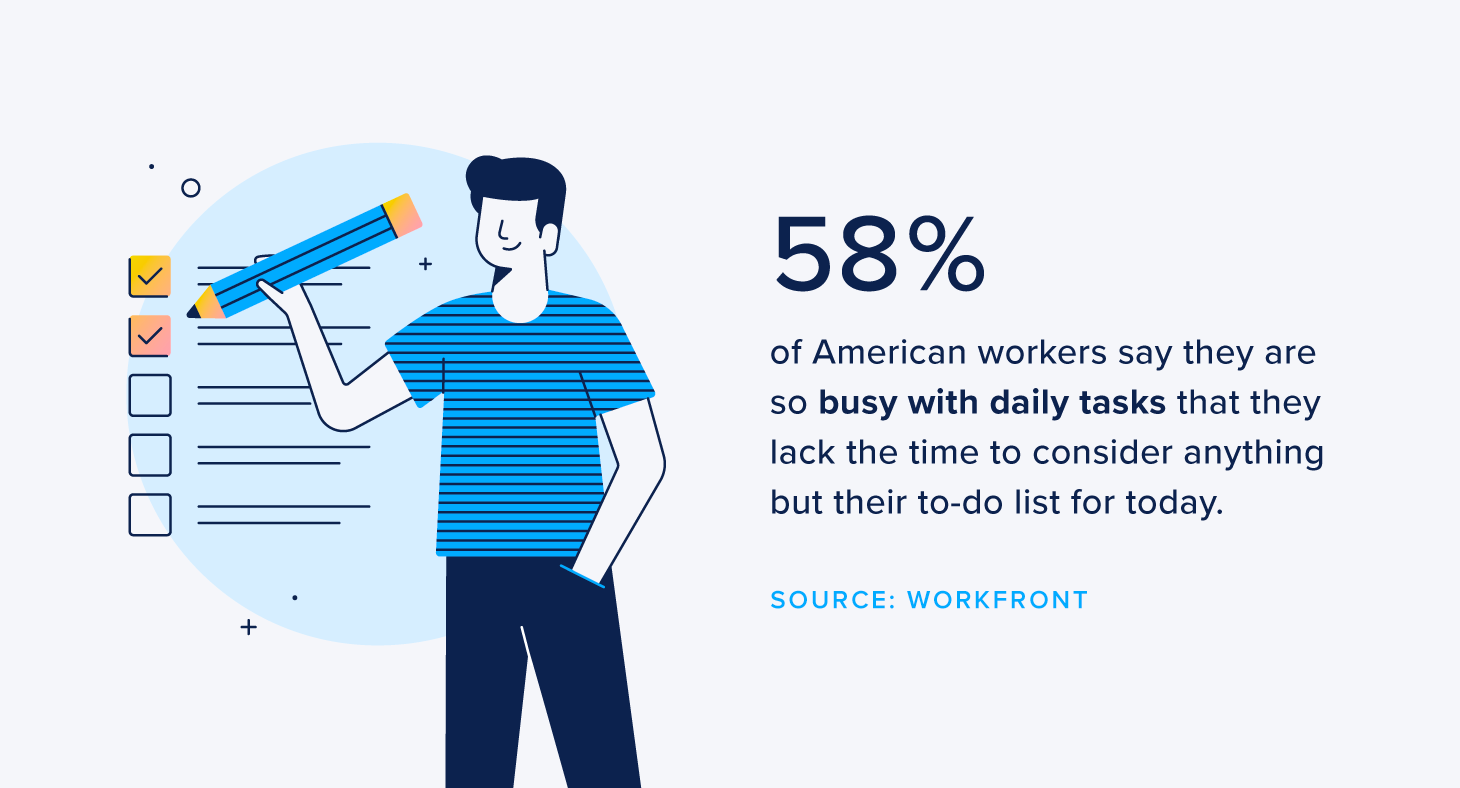 58%
of American workers say they are
so busy with daily tasks that they
lack the time to consider anything
but their to-do list for today.
SOURCE: WORKFRONT